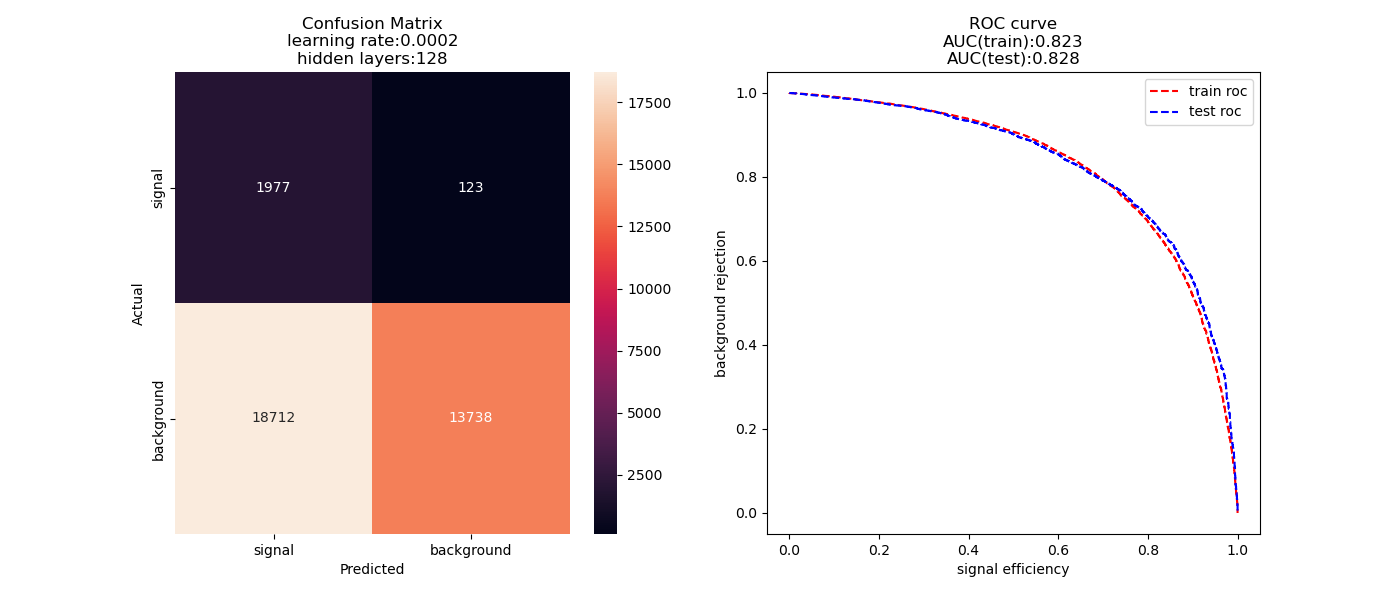 Confusion Matrix
learning rate:0.0002
hidden layers:128
signal
background
Actual
1977
123
18712
13738
signal
background
Predicted
17500
15000
12500
10000
7500
5000
2500
ROC curve
AUC(train):0.823
AUC(test):0.828
train roc
test roc
background rejection
1.0
0.8
0.6
0.4
0.2
0.0
0.0
0.2
0.4
0.6
0.8
1.0
signal efficiency